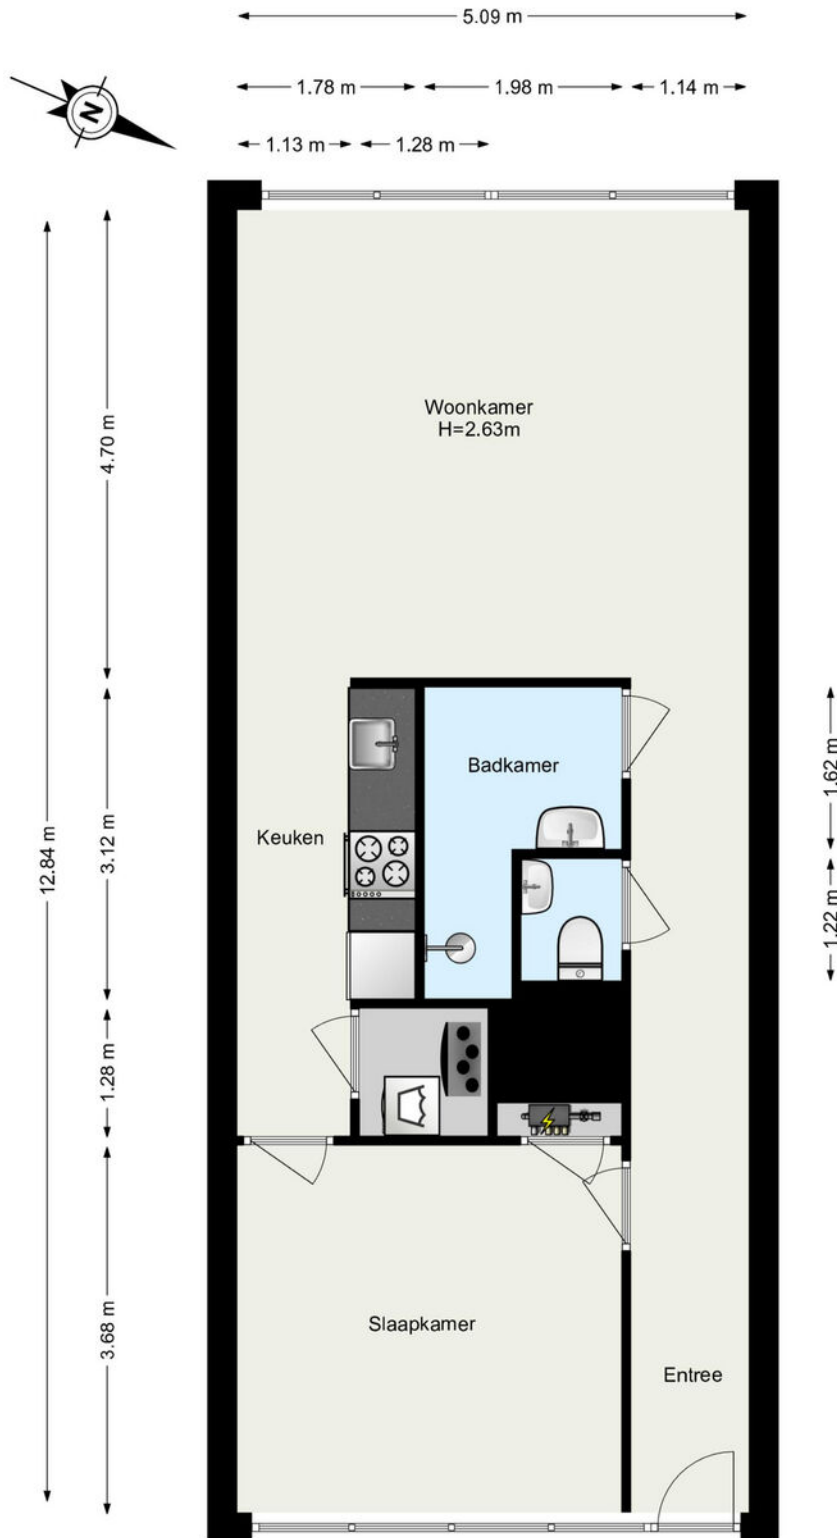 5.09 m
1.78 m
1.98 m
1.14 m
N
1.13 m
1.28 m
Woonkamer
H=2.63m
4.70 m
Badkamer
1.62 m
Keuken
12.84 m
3.12 m
1.22 m
1.28 m
Slaapkamer
3.68 m
Entree